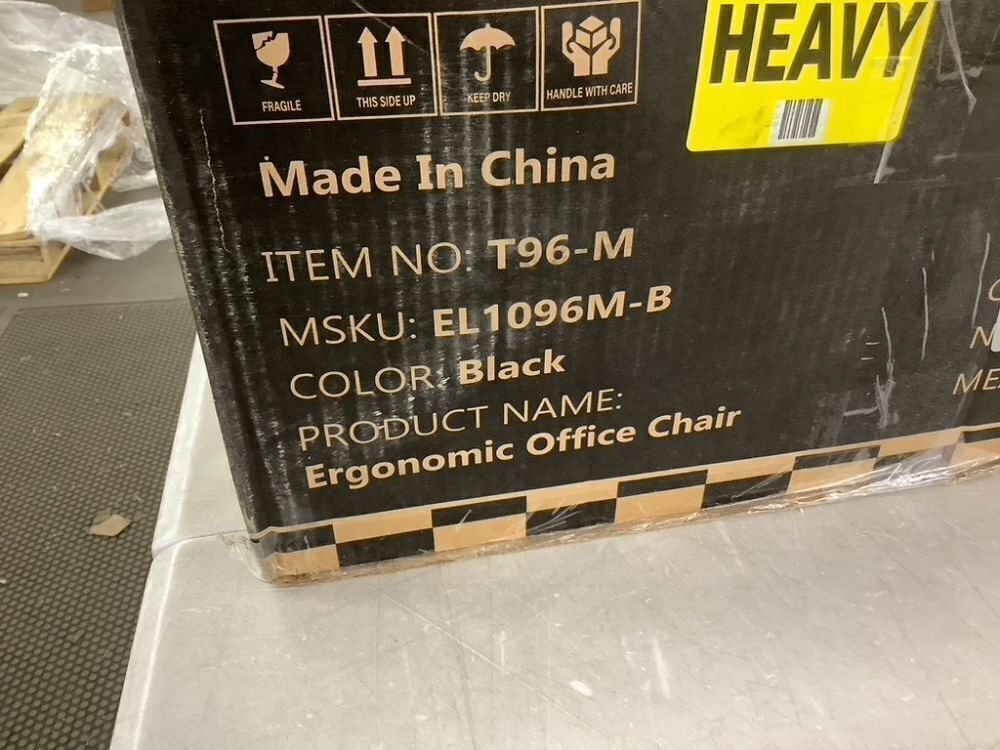 FRAGILE
THIS SIDE UP
KEEP DRY
HANDLE WITH CARE
HEAVY
Made In China
ITEM NO: T96-M
MSKU: EL1096M-B
COLOR: Black
PRODUCT NAME:
Ergonomic Office Chair